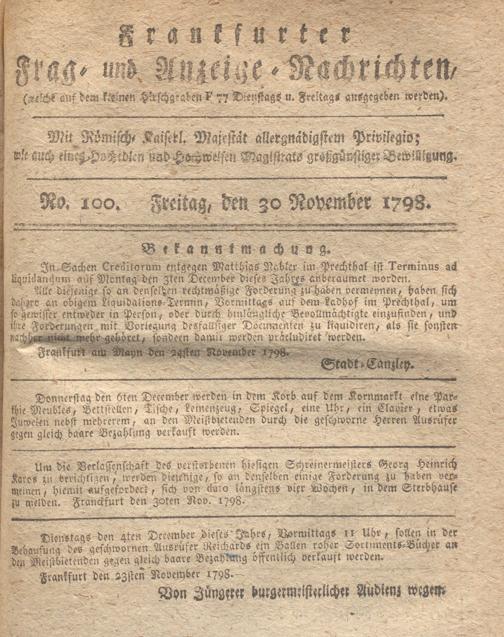 Frankfurter
Frag- und Anzeige-Nachrichten,
(welche auf dem kleinen Hirschgraben F 77 Dienstags u. Freitags ausgegeben werden).
Mit Römisch-Kaiserl. Majestät allergnädigstem Privilegio;
wie auch eines Hochedlen und Hochweisen Magistrats großgünstiger Bewilligung.
No. 100. Freitag, den 30 November 1798.
Bekanntmachung.
In Sachen Creditorum entgegen Matthias Nähler im Prechthal ist Terminus ad
liquidandum auf Montag den 3ten December dieses Jahres anberaumet worden.
Alle diejenige so an denselben rechtmäßige Forderung zu haben vermeinen, haben sich
dahero an obigem Liquidations-Termin, Vormittags auf dem Ladhof im Prechthal, um
so gewisser entweder in Person, oder durch hinlängliche Bevollmächtigte einzufinden, und
ihre Forderungen mit Vorlegung desfalsiger Documenten zu liquidiren, als sie sonsten
nachher nicht mehr gehöret, sondern damit werden präcludiret werden.
Frankfurt am Mayn den 29sten November 1798.
Stadt-Canzley.
Donnerstag den 6ten December werden in dem Korb auf dem Kornmarkt eine Par-
thie Meubles, Bettstellen, Tische, Leinenzeug, Spiegel, eine Uhr, ein Clavier, etwas
Juwelen nebst mehrerem, an den Meistbietenden durch die geschworne Herren Ausrüfer
gegen gleich baare Bezahlung verkauft werden.
Um die Verlassenschaft des verstorbenen hiesigen Schreinermeisters Georg Heinrich
Karos zu berichtigen, werden diejenige, so an denselben einige Forderung zu haben ver-
meinen, hiemit aufgefordert, sich von dato längstens vier Wochen, in dem Sterbhause
zu melden. Frankfurt den 30ten Nov. 1798.
Dienstags den 4ten December dieses Jahrs, Vormittags 11 Uhr, sollen in der
Behausung des geschwornen Ausrüfer Reichards ein Ballen roher Sortiments-Bücher an
den Meistbietenden gegen gleich baare Bezahlung öffentlich verkauft werden.
Frankfurt den 23sten November 1798.
Von Jüngerer burgermeisterlicher Audienz wegen.